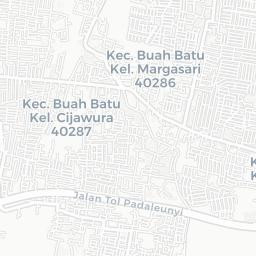 Kec. Buah Batu
Kel. Margasari
40286
Kec. Buah Batu
Kel. Cijawura
40287
K
K
Jalan Tol Padaleunyi